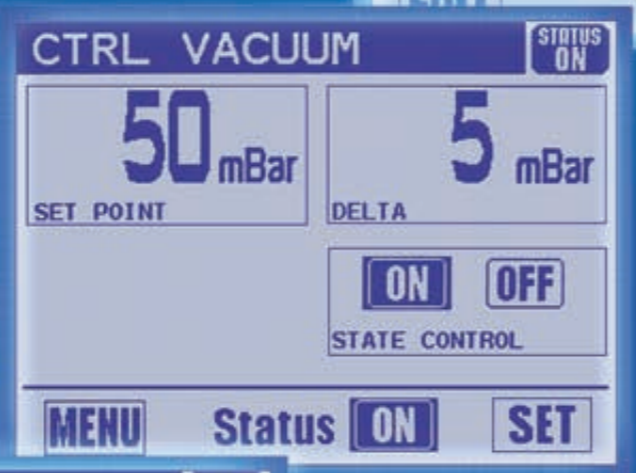 CTRL VACUUM
STATUS
ON
50 mBar
SET POINT
5 mBar
DELTA
ON OFF
STATE CONTROL
MENU Status ON SET